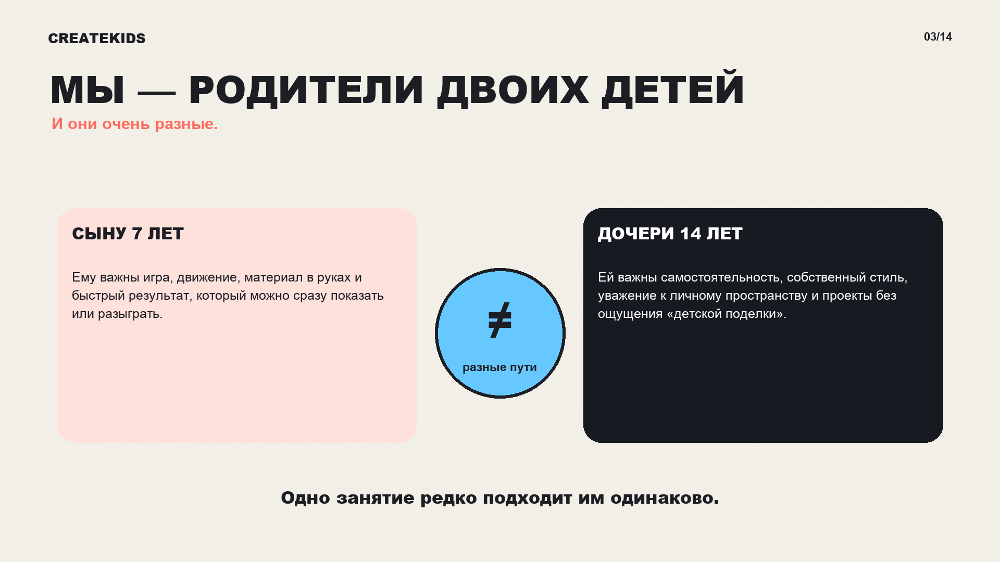 CREATEKIDS
03/14
МЫ — РОДИТЕЛИ ДВОИХ ДЕТЕЙ
И они очень разные.
СЫНУ 7 ЛЕТ
Ему важны игра, движение, материал в руках и
быстрый результат, который можно сразу показать
или разыграть.
≠
разные пути
ДОЧЕРИ 14 ЛЕТ
Ей важны самостоятельность, собственный стиль,
уважение к личному пространству и проекты без
ощущения «детской поделки».
Одно занятие редко подходит им одинаково.